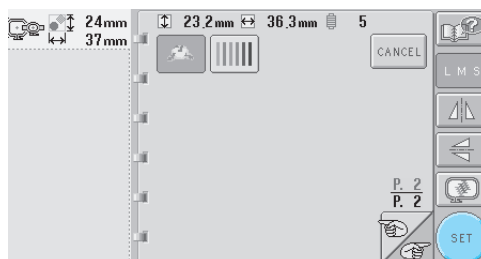 24mm
37mm
23,2mm 36,3mm 5
CANCEL
L M S
P. 2
P. 2
SET